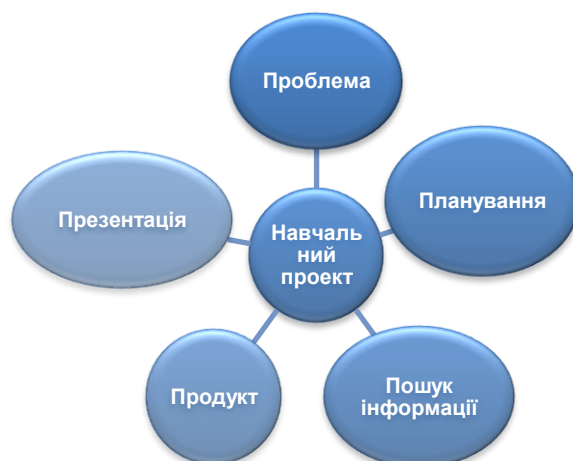 Проблема
Планування
Презентація
Навчаль
ний
проект
Продукт
Пошук
інформації